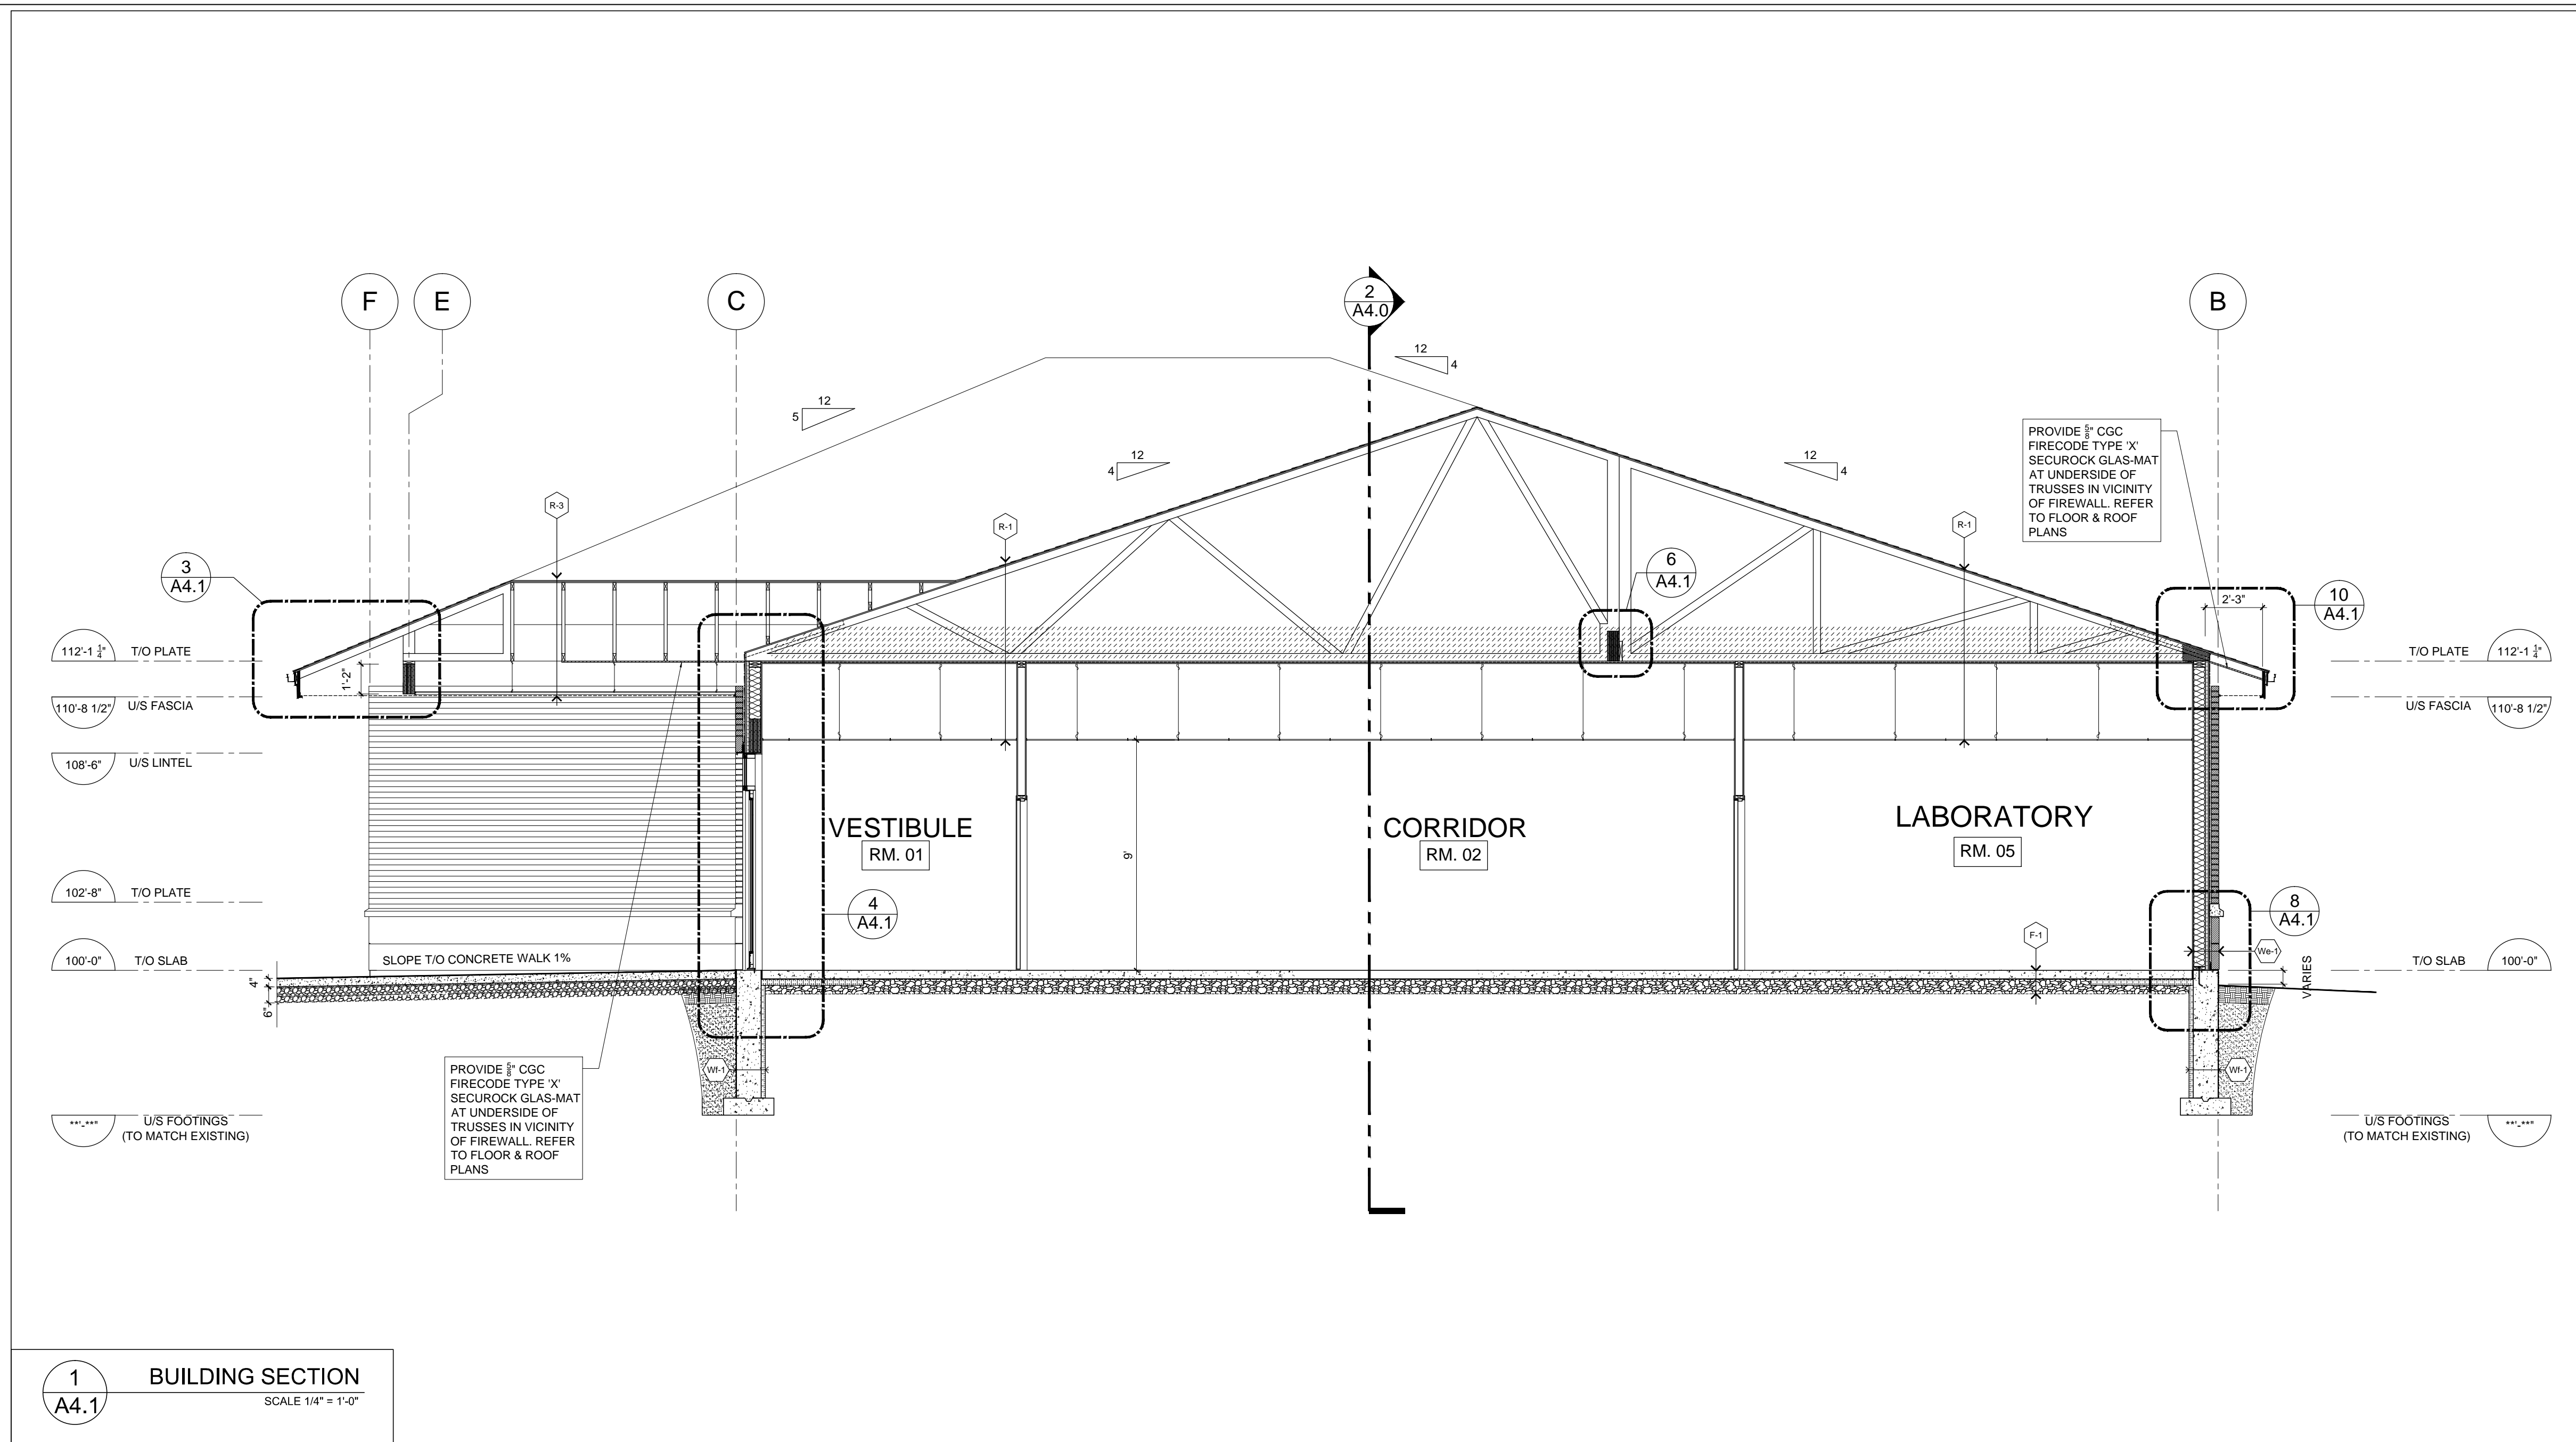 F
E
C
2
A4.0
B
12
4
12
5
12
4
12
4
PROVIDE 5/8" CGC
FIRECODE TYPE 'X'
SECUROCK GLAS-MAT
AT UNDERSIDE OF
TRUSSES IN VICINITY
OF FIREWALL. REFER
TO FLOOR & ROOF
PLANS
R-3
R-1
R-1
3
A4.1
6
A4.1
10
A4.1
2'-3"
112'-1 1/4"
T/O PLATE
1'-2"
T/O PLATE
112'-1 1/4"
110'-8 1/2"
U/S FASCIA
U/S FASCIA
110'-8 1/2"
108'-6"
U/S LINTEL
VESTIBULE
RM. 01
9'
CORRIDOR
RM. 02
LABORATORY
RM. 05
102'-8"
T/O PLATE
4
A4.1
8
A4.1
F-1
We-1
100'-0"
T/O SLAB
SLOPE T/O CONCRETE WALK 1%
T/O SLAB
100'-0"
4"
6"
VARIES
Wf-1
Wf-1
PROVIDE 5/8" CGC
FIRECODE TYPE 'X'
SECUROCK GLAS-MAT
AT UNDERSIDE OF
TRUSSES IN VICINITY
OF FIREWALL. REFER
TO FLOOR & ROOF
PLANS
**'-**"
U/S FOOTINGS
(TO MATCH EXISTING)
U/S FOOTINGS
(TO MATCH EXISTING)
**'-**"
1
A4.1
BUILDING SECTION
SCALE 1/4" = 1'-0"